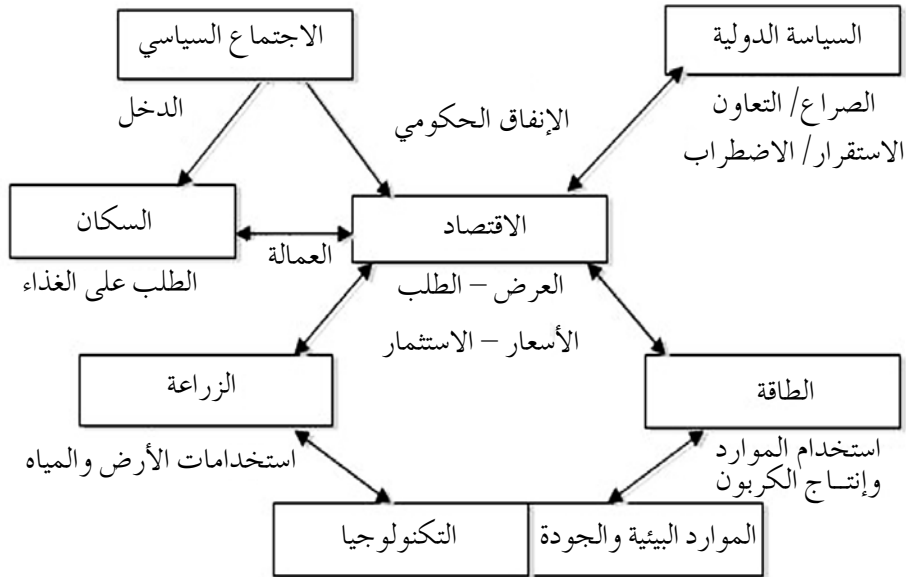 السياسة الدولية
الاجتماع السياسي
الصراع/ التعاون
الاستقرار/ الاضطراب
الإنفاق الحكومي
الدخل
الاقتصاد
السكان
العمالة
العرض – الطلب
الأسعار – الاستثمار
الطلب على الغذاء
الطاقة
الزراعة
استخدام الموارد
وإنتـــاج الكربون
استخدامات الأرض والمياه
الموارد البيئية والجودة
التكنولوجيا